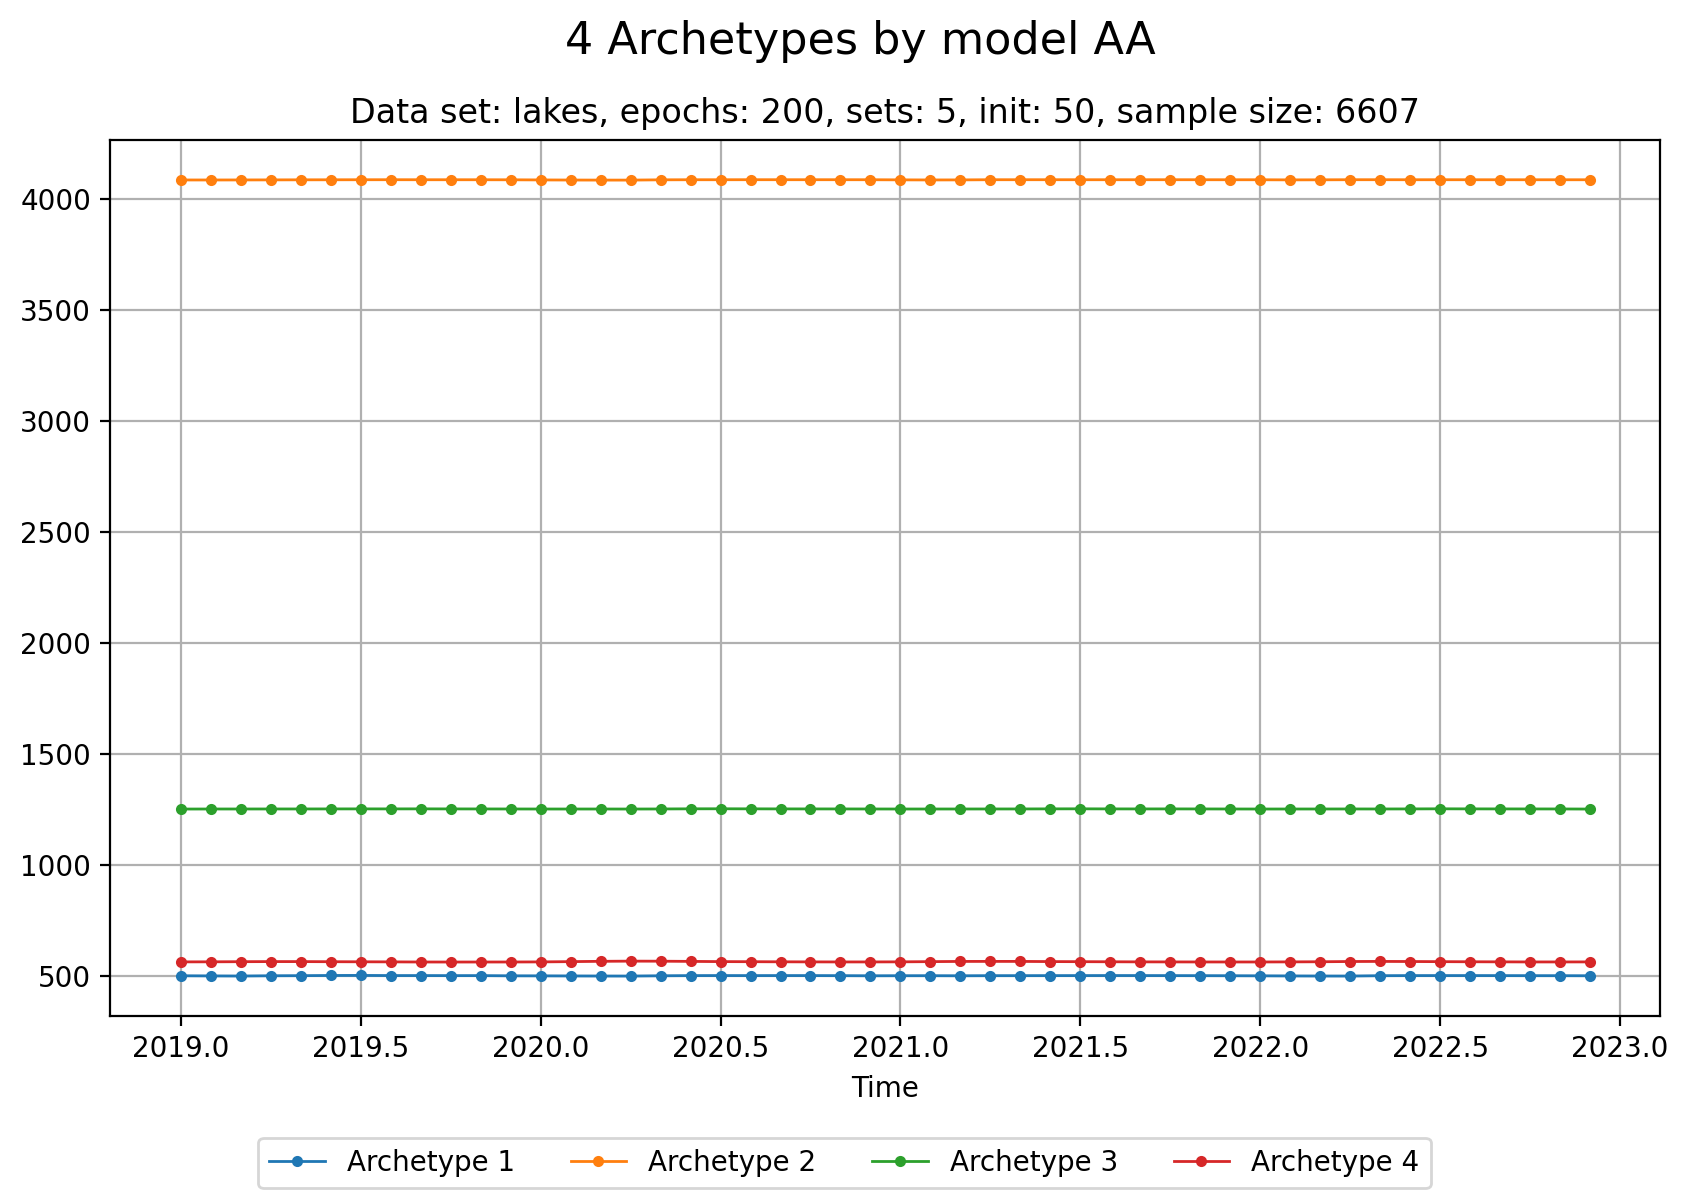 4 Archetypes by model AA
Data set: lakes, epochs: 200, sets: 5, init: 50, sample size: 6607
4000
3500
3000
2500
2000
1500
1000
500
2019.0 2019.5 2020.0 2020.5 2021.0 2021.5 2022.0 2022.5 2023.0
Time
Archetype 1 Archetype 2 Archetype 3 Archetype 4